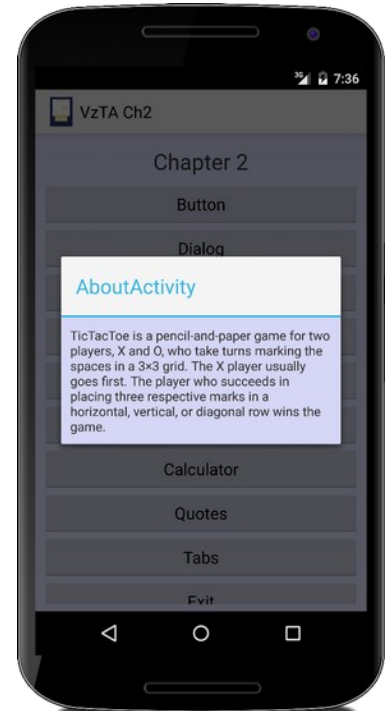 3G 7:36
VzTA Ch2
Chapter 2
Button
Dialog
AboutActivity
TicTacToe is a pencil-and-paper game for two
players, X and O, who take turns marking the
spaces in a 3×3 grid. The X player usually
goes first. The player who succeeds in
placing three respective marks in a
horizontal, vertical, or diagonal row wins the
game.
Calculator
Quotes
Tabs
Exit